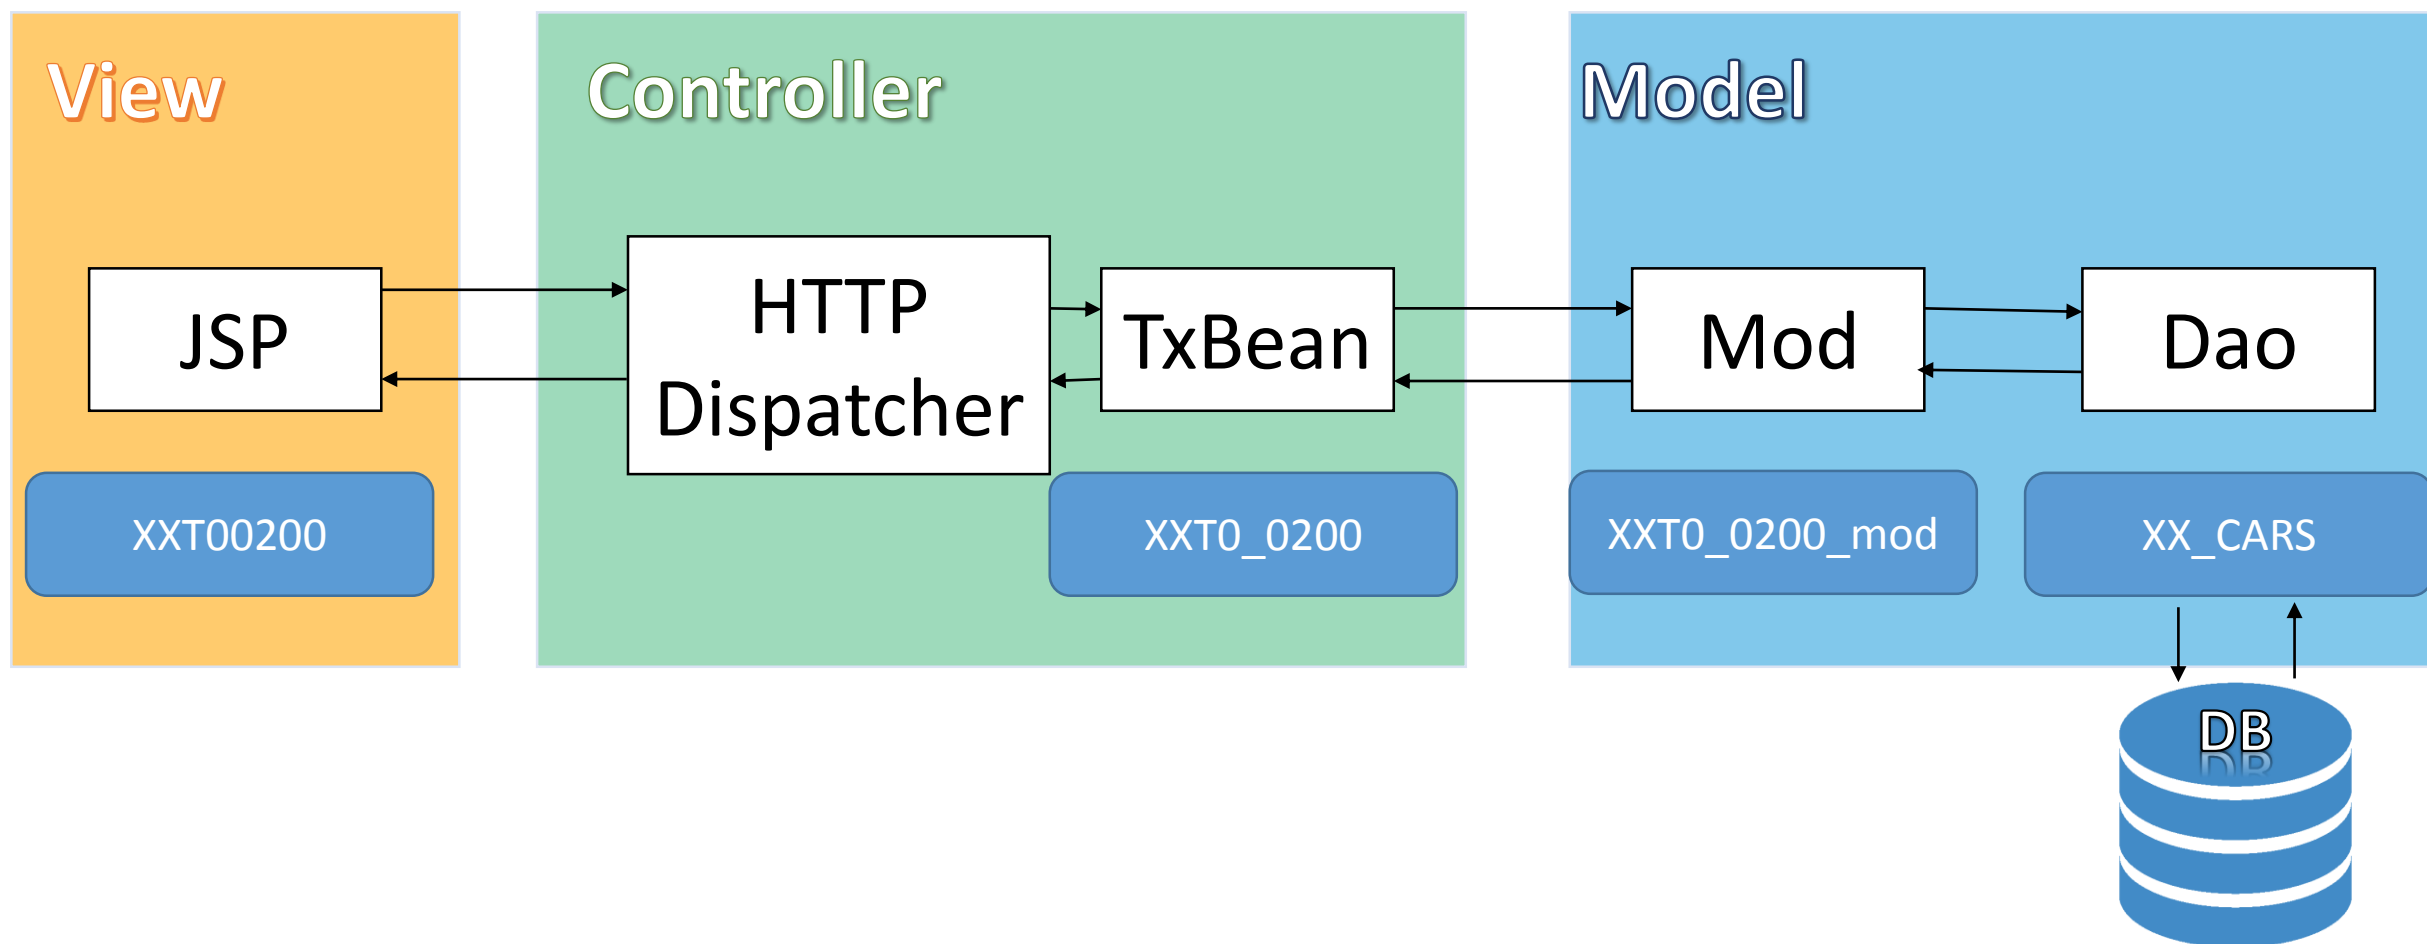 View
Controller
Model
JSP
HTTP
Dispatcher
TxBean
Mod
Dao
XXT00200
XXT0_0200
XXT0_0200_mod
XX_CARS
DB